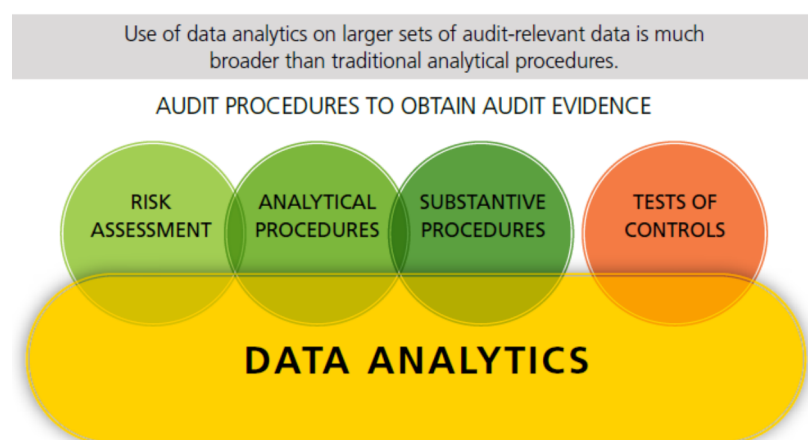 Use of data analytics on larger sets of audit-relevant data is much
broader than traditional analytical procedures.
AUDIT PROCEDURES TO OBTAIN AUDIT EVIDENCE
RISK
ASSESSMENT
ANALYTICAL
PROCEDURES
SUBSTANTIVE
PROCEDURES
TESTS OF
CONTROLS
DATA ANALYTICS